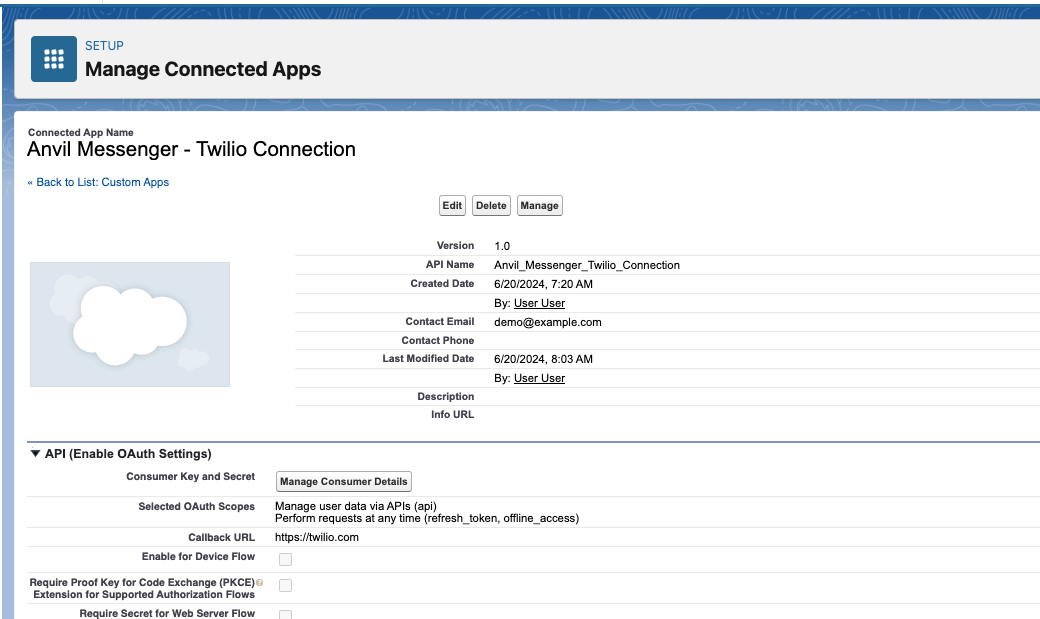 SETUP
Manage Connected Apps
Connected App Name
Anvil Messenger - Twilio Connection
« Back to List: Custom Apps
Edit Delete Manage
Version 1.0
API Name Anvil_Messenger_Twilio_Connection
Created Date 6/20/2024, 7:20 AM
By: User User
Contact Email demo@example.com
Contact Phone
Last Modified Date 6/20/2024, 8:03 AM
By: User User
Description
Info URL
API (Enable OAuth Settings)
Consumer Key and Secret Manage Consumer Details
Selected OAuth Scopes Manage user data via APIs (api)
Perform requests at any time (refresh_token, offline_access)
Callback URL https://twilio.com
Enable for Device Flow
Require Proof Key for Code Exchange (PKCE)
Extension for Supported Authorization Flows
Require Secret for Web Server Flow